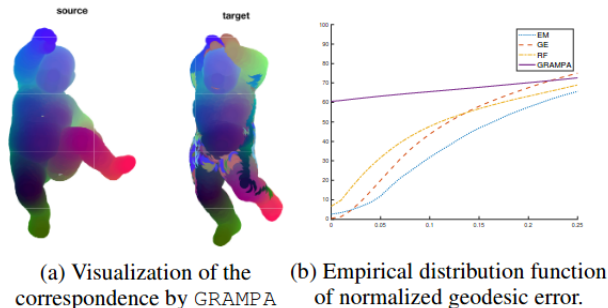 source
target
(a) Visualization of the
correspondence by GRAMPA
100
90
80
70
60
50
40
30
20
10
0
0
0.05
0.1
0.15
0.2
0.25
EM
GE
RF
GRAMPA
(b) Empirical distribution function
of normalized geodesic error.